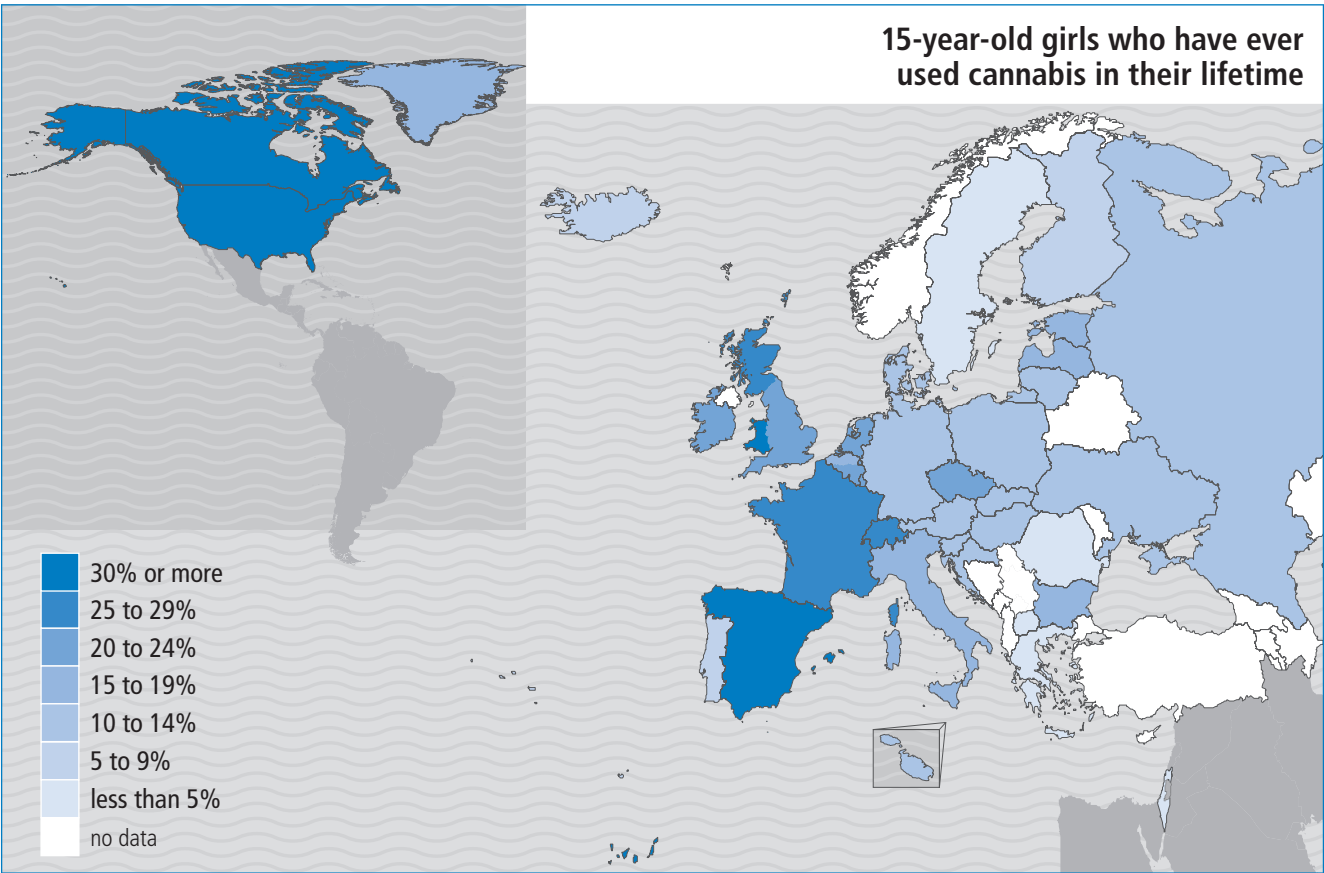 15-year-old girls who have ever
used cannabis in their lifetime
30% or more
25 to 29%
20 to 24%
15 to 19%
10 to 14%
5 to 9%
less than 5%
no data